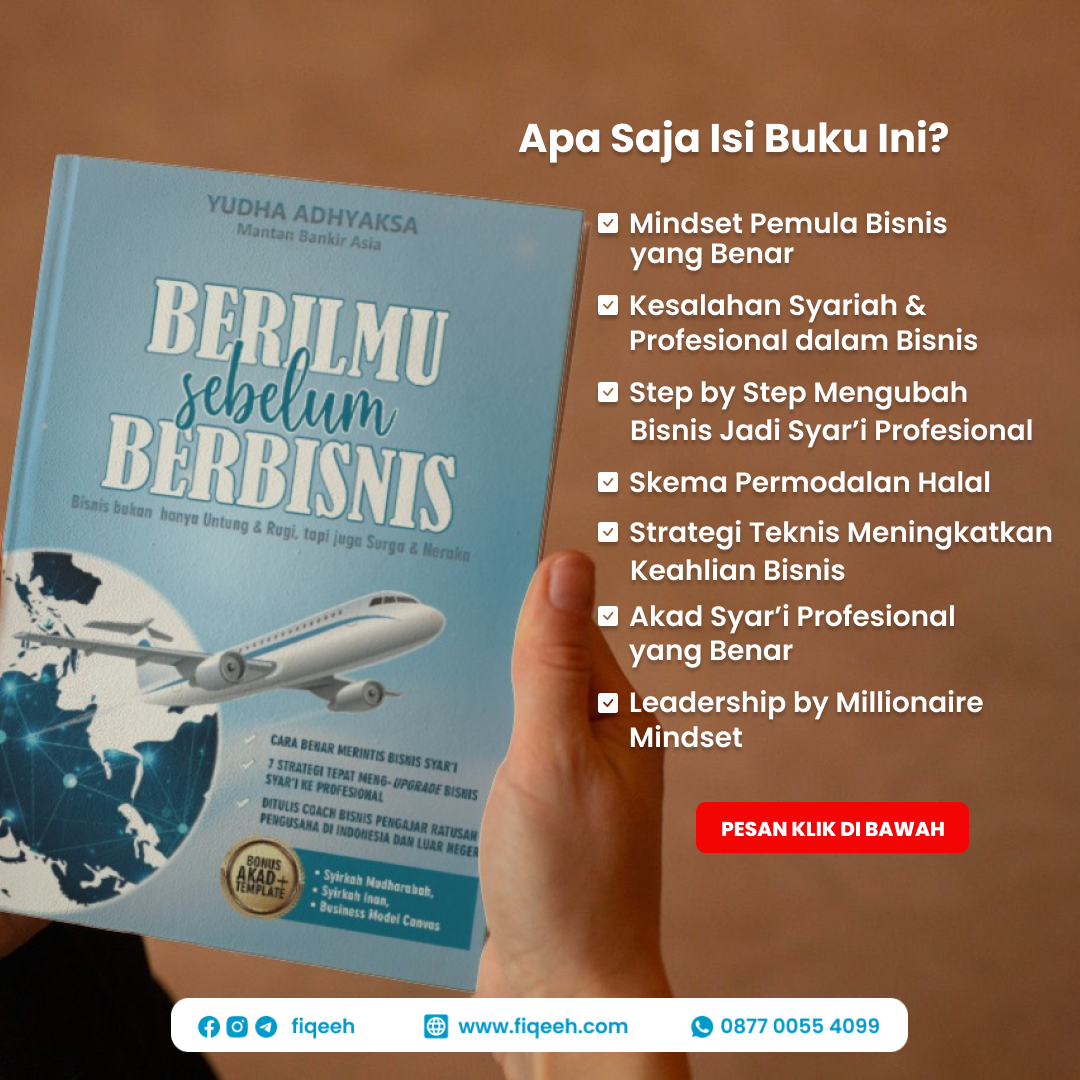 Apa Saja Isi Buku Ini?
Mindset Pemula Bisnis
yang Benar
Kesalahan Syariah &
Profesional dalam Bisnis
Step by Step Mengubah
Bisnis Jadi Syar’i Profesional
Skema Permodalan Halal
Strategi Teknis Meningkatkan
Keahlian Bisnis
Akad Syar’i Profesional
yang Benar
Leadership by Millionaire
Mindset
PESAN KLIK DI BAWAH
YUDHA ADHYAKSA
Mantan Bankir Asia
BERILMU
sebelum
BERBISNIS
Bisnis bukan hanya Untung & Rugi, tapi juga Surga & Neraka
CARA BENAR MERINTIS BISNIS SYAR'I
7 STRATEGI TEPAT MENG-UPGRADE BISNIS
SYAR'I KE PROFESIONAL
DITULIS COACH BISNIS PENGAJAR RATUSAN
PENGUSAHA DI INDONESIA DAN LUAR NEGER
BONUS
AKAD+
TEMPLATE
• Syirkah Mudharabah,
• Syirkah Inan,
• Business Model Canvas
fiqeeh
www.fiqeeh.com
0877 0055 4099